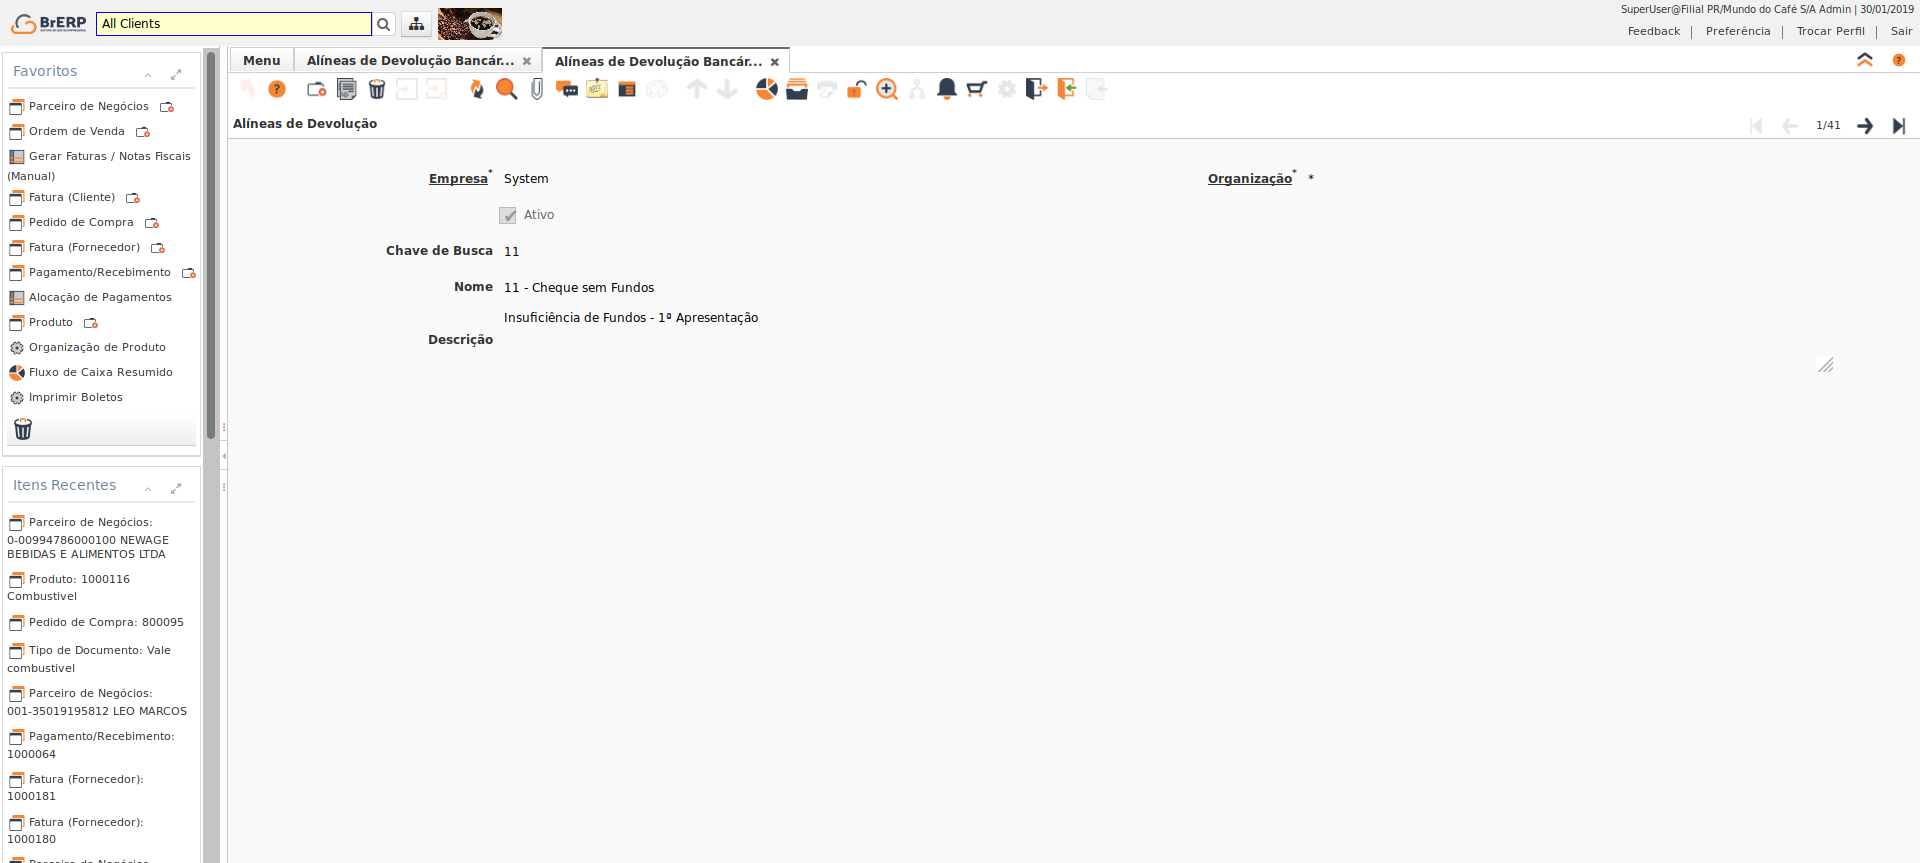 BrERP
All Clients
SuperUser@Filial PR/Mundo do Café S/A Admin | 30/01/2019
Feedback | Preferência | Trocar Perfil | Sair
Favoritos
Parceiro de Negócios
Ordem de Venda
Gerar Faturas / Notas Fiscais
(Manual)
Fatura (Cliente)
Pedido de Compra
Fatura (Fornecedor)
Pagamento/Recebimento
Alocação de Pagamentos
Produto
Organização de Produto
Fluxo de Caixa Resumido
Imprimir Boletos
Itens Recentes
Parceiro de Negócios:
0-00994786000100 NEWAGE
BEBIDAS E ALIMENTOS LTDA
Produto: 1000116
Combustivel
Pedido de Compra: 800095
Tipo de Documento: Vale
combustivel
Parceiro de Negócios:
001-35019195812 LEO MARCOS
Pagamento/Recebimento:
1000064
Fatura (Fornecedor):
1000181
Fatura (Fornecedor):
1000180
Parceiro de Negócios
Menu
Alíneas de Devolução Bancár...
Alíneas de Devolução Bancár...
Alíneas de Devolução
1/41
Empresa* System
Organização* *
Ativo
Chave de Busca 11
Nome 11 - Cheque sem Fundos
Insuficiência de Fundos - 1ª Apresentação
Descrição